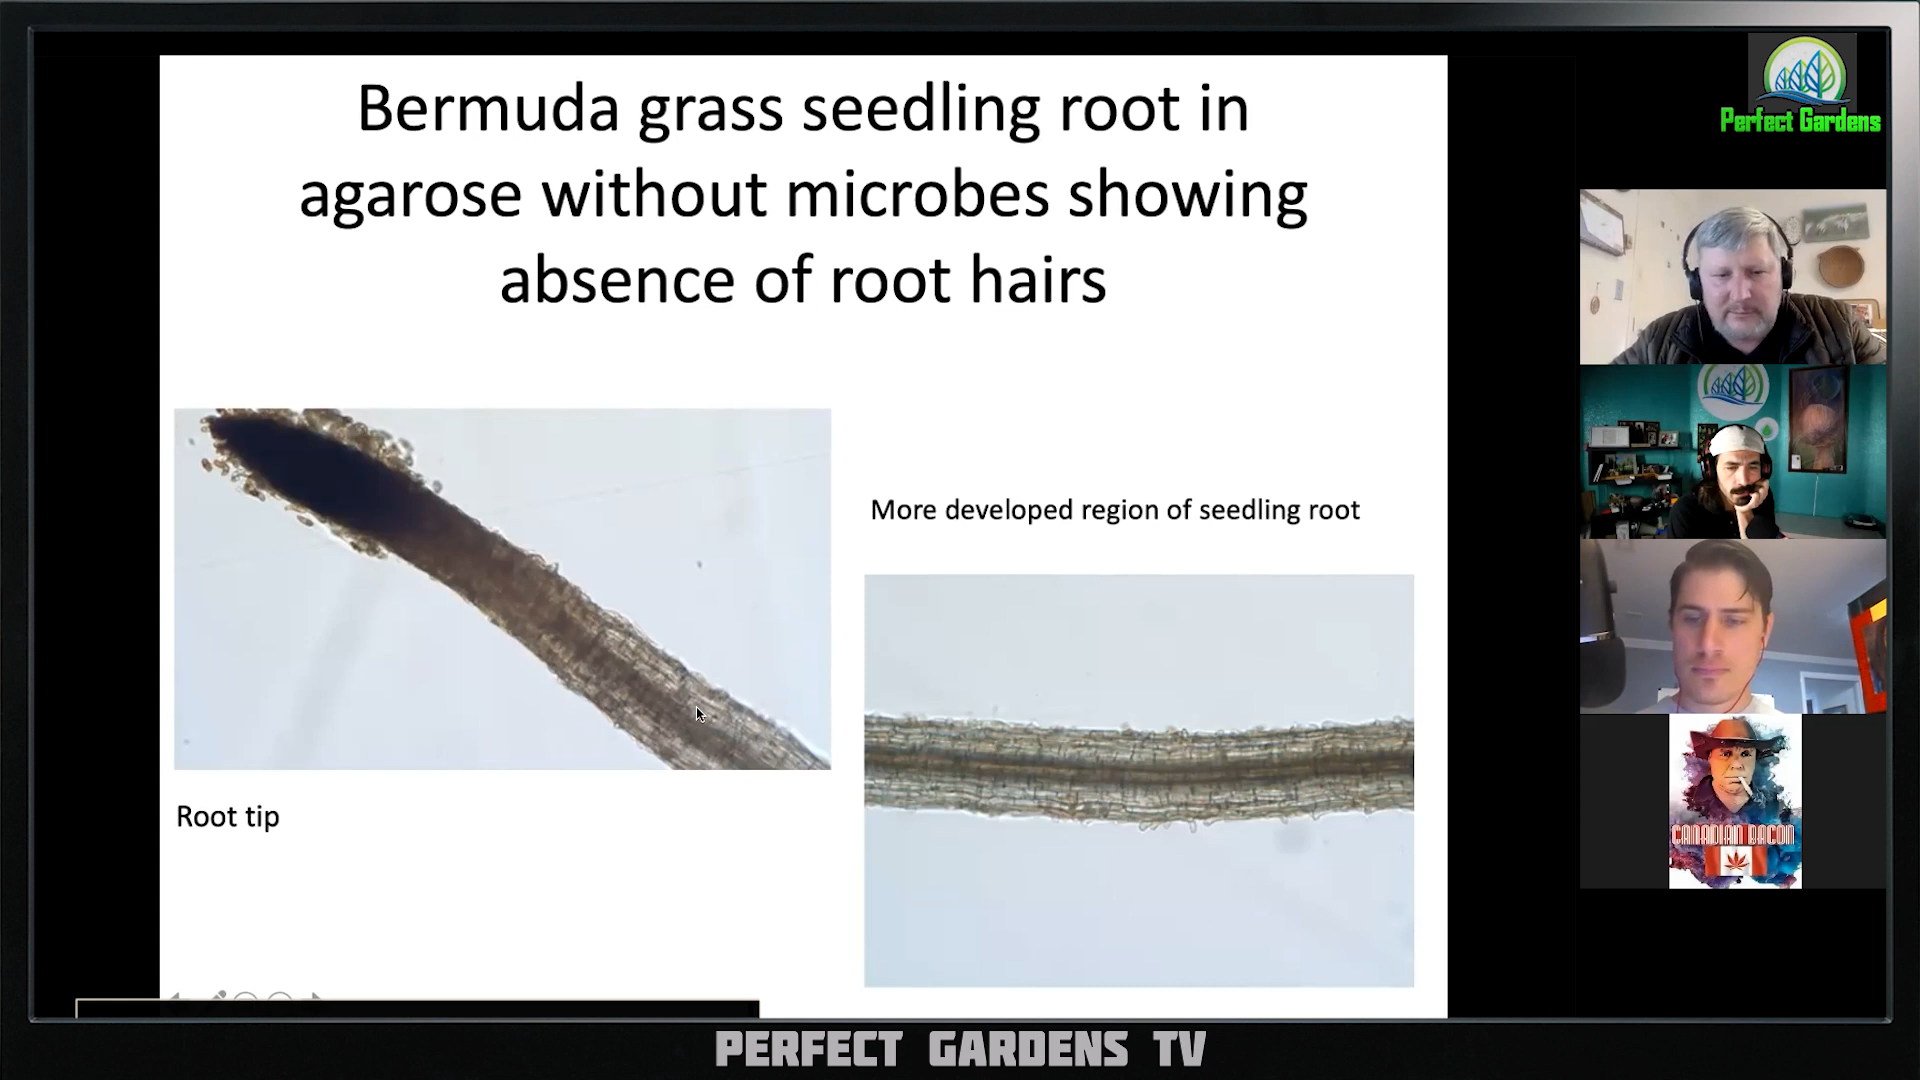 Bermuda grass seedling root in
agarose without microbes showing
absence of root hairs
More developed region of seedling root
Root tip
Perfect Gardens
CANADIAN BACON
PERFECT GARDENS TV